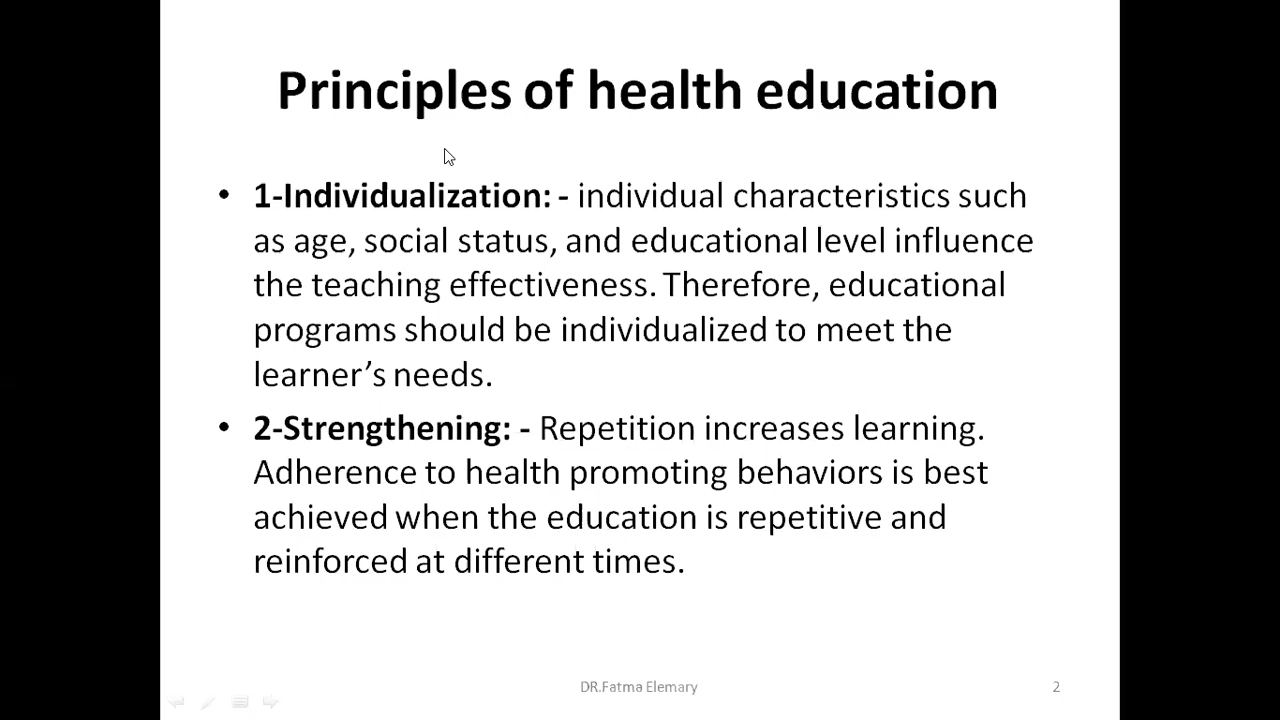 Principles of health education
• 1-Individualization: - individual characteristics such
as age, social status, and educational level influence
the teaching effectiveness. Therefore, educational
programs should be individualized to meet the
learner’s needs.
• 2-Strengthening: - Repetition increases learning.
Adherence to health promoting behaviors is best
achieved when the education is repetitive and
reinforced at different times.
DR.Fatma Elemary
2